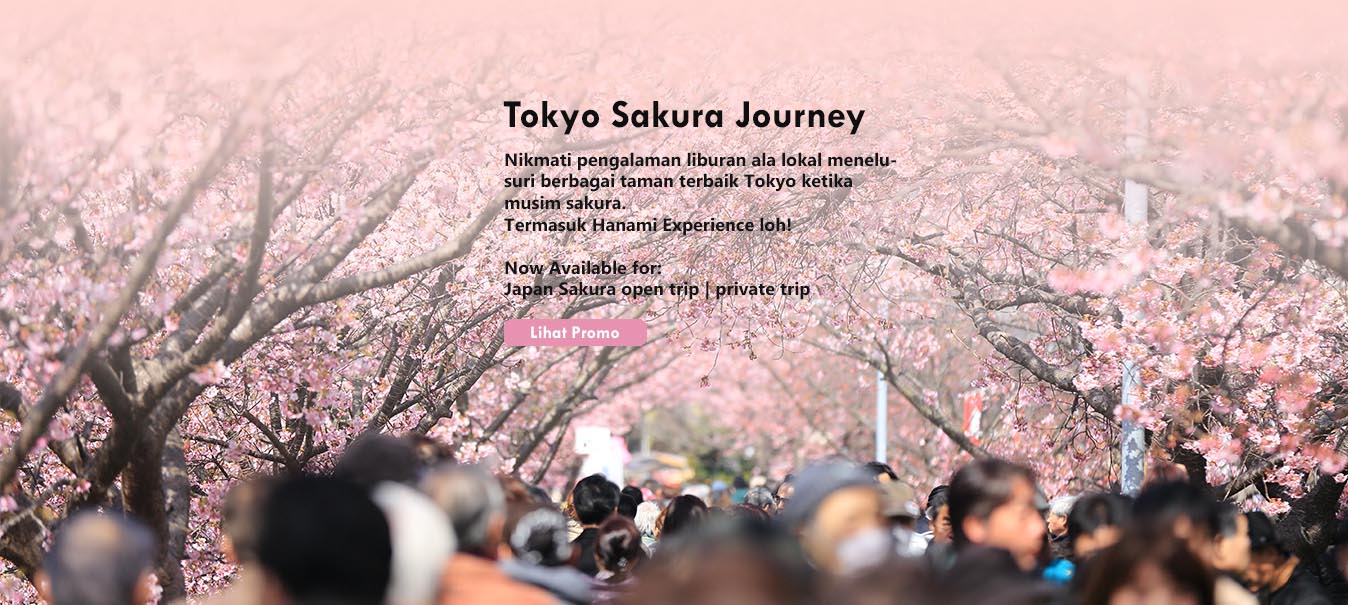 Tokyo Sakura Journey
Nikmati pengalaman liburan ala lokal menelu-
suri berbagai taman terbaik Tokyo ketika
musim sakura.
Termasuk Hanami Experience loh!
Now Available for:
Japan Sakura open trip | private trip
Lihat Promo